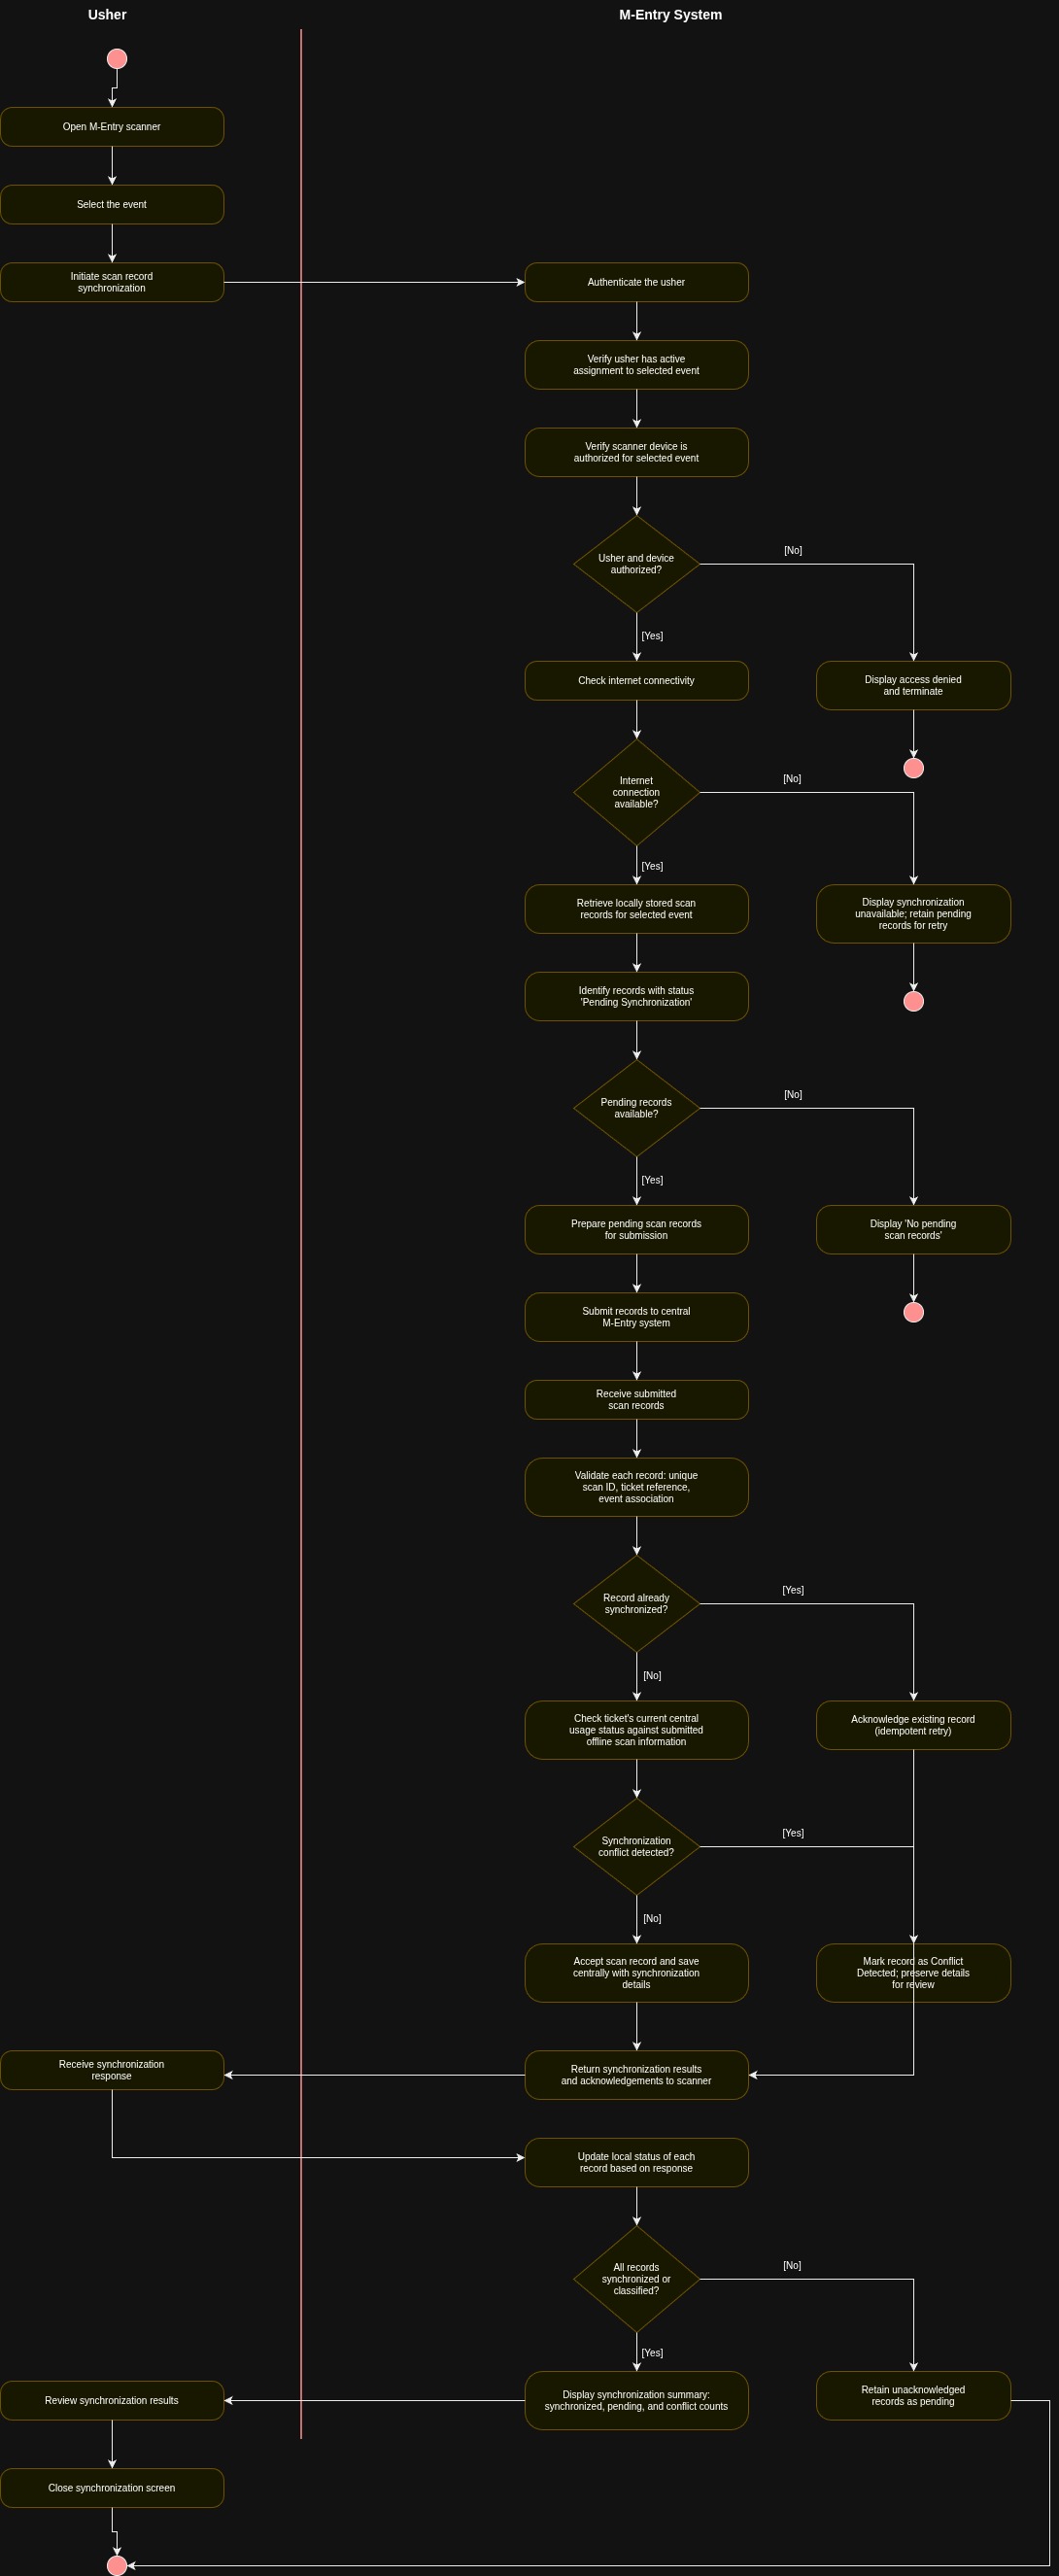 Usher
M-Entry System
Open M-Entry scanner
Select the event
Initiate scan record
synchronization
Authenticate the usher
Verify usher has active
assignment to selected event
Verify scanner device is
authorized for selected event
Usher and device
authorized?
[No]
[Yes]
Check internet connectivity
Display access denied
and terminate
Internet
connection
available?
[No]
[Yes]
Retrieve locally stored scan
records for selected event
Display synchronization
unavailable; retain pending
records for retry
Identify records with status
'Pending Synchronization'
Pending records
available?
[No]
[Yes]
Prepare pending scan records
for submission
Display 'No pending
scan records'
Submit records to central
M-Entry system
Receive submitted
scan records
Validate each record: unique
scan ID, ticket reference,
event association
Record already
synchronized?
[Yes]
[No]
Check ticket's current central
usage status against submitted
offline scan information
Acknowledge existing record
(idempotent retry)
Synchronization
conflict detected?
[Yes]
[No]
Accept scan record and save
centrally with synchronization
details
Mark record as Conflict
Detected; preserve details
for review
Receive synchronization
response
Return synchronization results
and acknowledgements to scanner
Update local status of each
record based on response
All records
synchronized or
classified?
[No]
[Yes]
Review synchronization results
Display synchronization summary:
synchronized, pending, and conflict counts
Retain unacknowledged
records as pending
Close synchronization screen